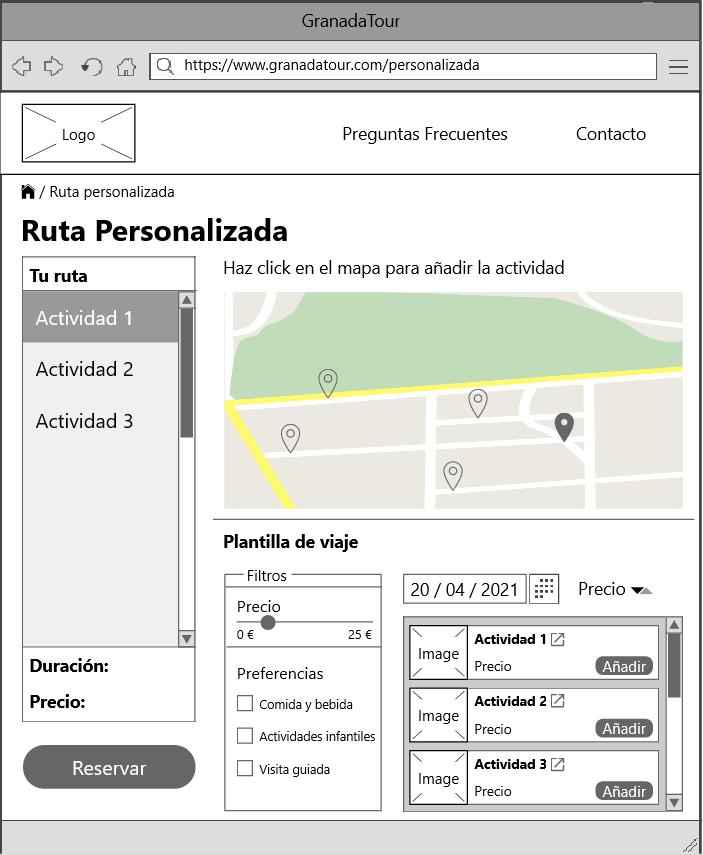 GranadaTour
https://www.granadatour.com/personalizada
Logo
Preguntas Frecuentes
Contacto
/ Ruta personalizada
Ruta Personalizada
Tu ruta
Actividad 1
Actividad 2
Actividad 3
Duración:
Precio:
Reservar
Haz click en el mapa para añadir la actividad
Plantilla de viaje
Filtros
Precio
0 € 25 €
Preferencias
Comida y bebida
Actividades infantiles
Visita guiada
20 / 04 / 2021
Precio
Image
Actividad 1
Precio
Añadir
Image
Actividad 2
Precio
Añadir
Image
Actividad 3
Precio
Añadir